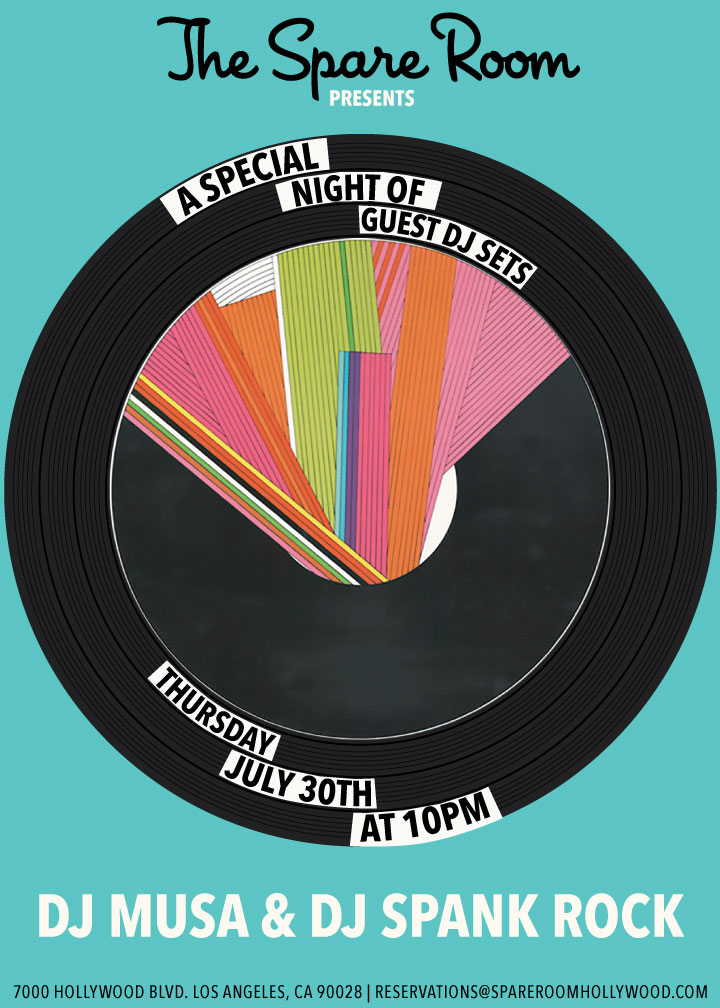 The Spare Room
PRESENTS
A SPECIAL
NIGHT OF
GUEST DJ SETS
THURSDAY
JULY 30TH
AT 10PM
DJ MUSA & DJ SPANK ROCK
7000 HOLLYWOOD BLVD. LOS ANGELES, CA 90028 | RESERVATIONS@SPAREROOMHOLLYWOOD.COM